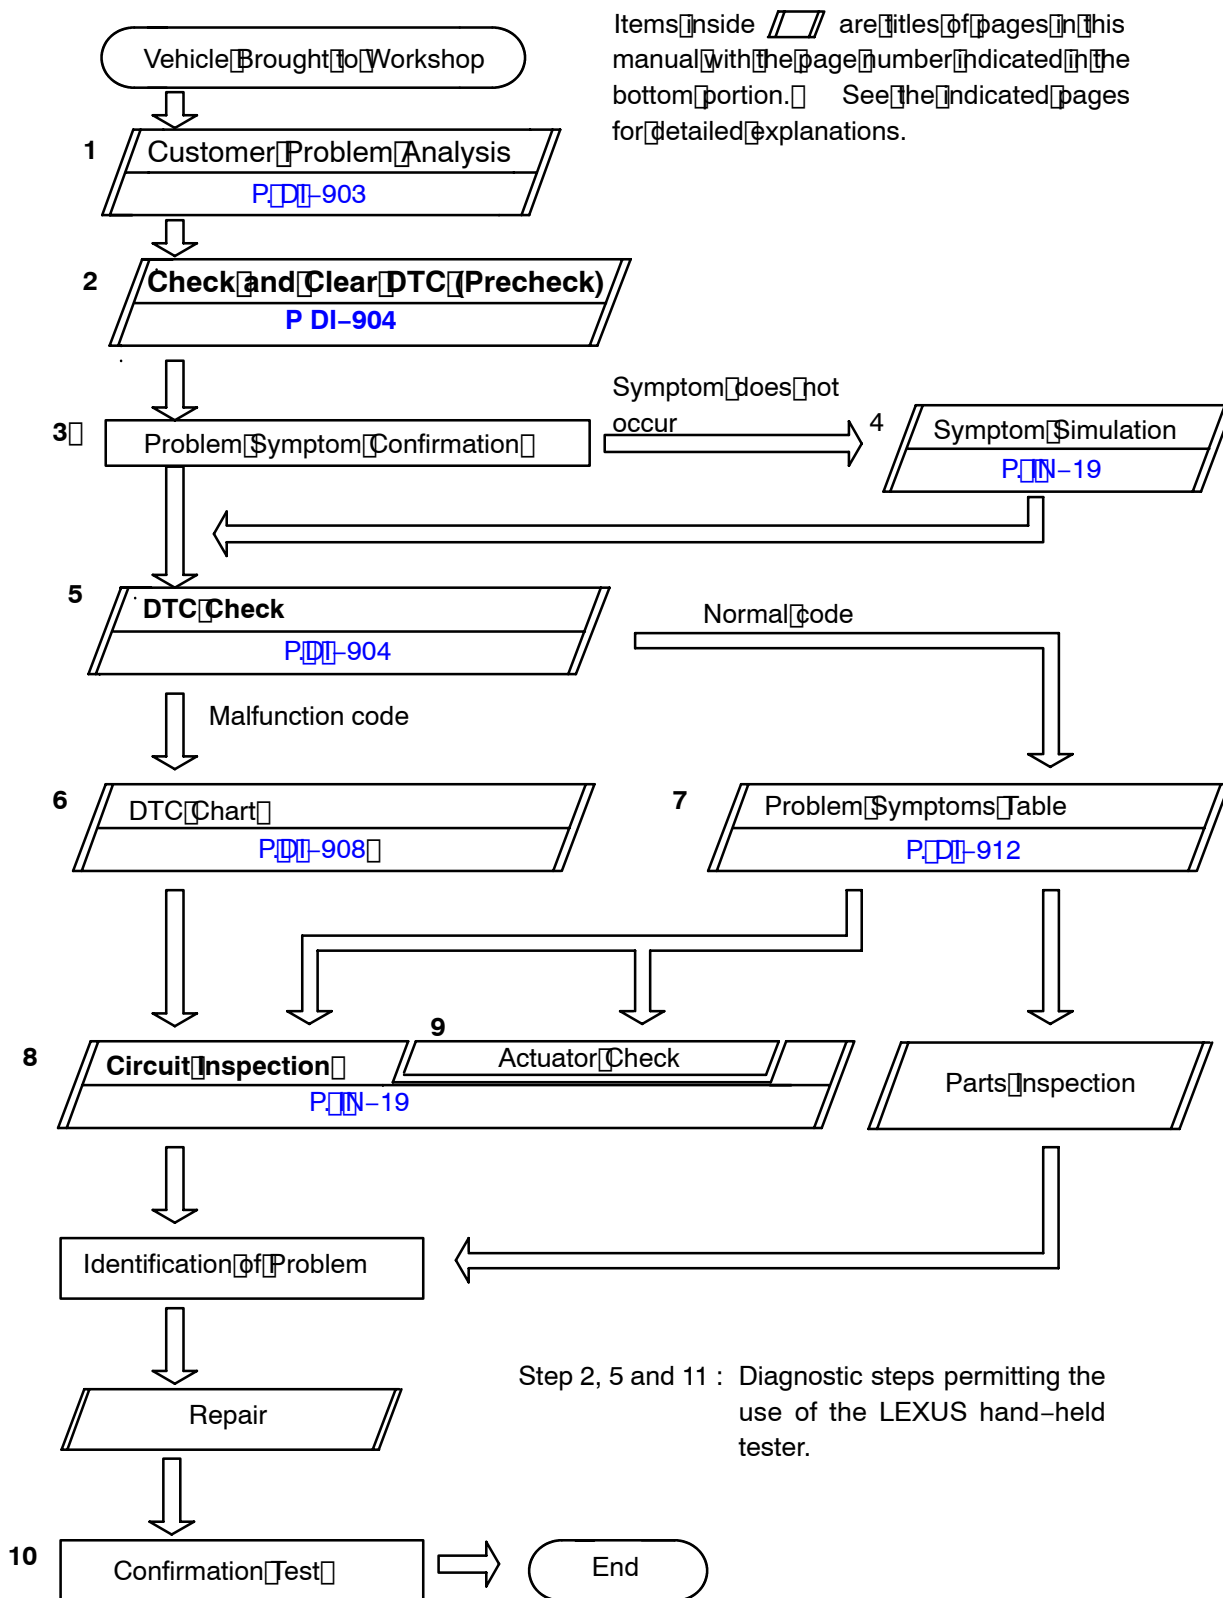 Vehicle Brought to Workshop
Items inside are titles of pages in this
manual with the page number indicated in the
bottom portion. See the indicated pages
for detailed explanations.
1
Customer Problem Analysis
P. DI–903
2
Check and Clear DTC (Precheck)
P DI–904
3
Problem Symptom Confirmation
Symptom does not
occur
4
Symptom Simulation
P. IN–19
5
DTC Check
P.DI–904
Normal code
Malfunction code
6
DTC Chart
P.DI–908
7
Problem Symptoms Table
P. DI–912
8
Circuit Inspection
P. IN–19
9
Actuator Check
Parts Inspection
Identification of Problem
Repair
Step 2, 5 and 11 : Diagnostic steps permitting the
use of the LEXUS hand–held
tester.
10
Confirmation Test
End